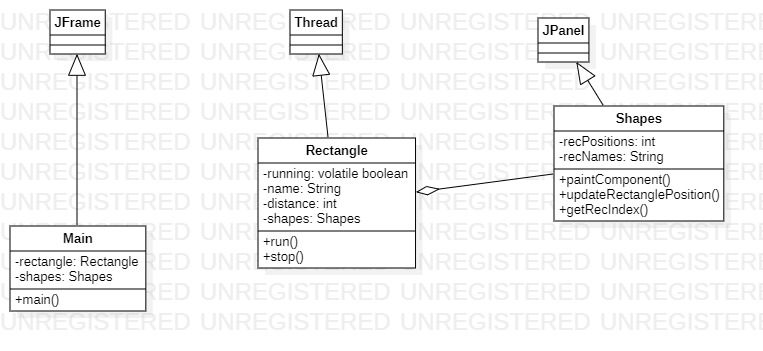 JFrame
Thread
JPanel
Shapes
-recPositions: int
-recNames: String
+paintComponent()
+updateRectanglePosition()
+getRecIndex()
Rectangle
-running: volatile boolean
-name: String
-distance: int
-shapes: Shapes
+run()
+stop()
Main
-rectangle: Rectangle
-shapes: Shapes
+main()
UNREGISTERED UNREGISTERED UNREGISTERED UNREGISTERED
UNREGISTERED UNREGISTERED UNREGISTERED UNREGISTERED
UNREGISTERED UNREGISTERED UNREGISTERED UNREGISTERED
UNREGISTERED UNREGISTERED UNREGISTERED UNREGISTERED
UNREGISTERED UNREGISTERED UNREGISTERED UNREGISTERED
UNREGISTERED UNREGISTERED UNREGISTERED UNREGISTERED
UNREGISTERED UNREGISTERED UNREGISTERED UNREGISTERED
UNREGISTERED UNREGISTERED UNREGISTERED UNREGISTERED
UNREGISTERED UNREGISTERED UNREGISTERED UNREGISTERED
UNREGISTERED UNREGISTERED UNREGISTERED UNREGISTERED
UNREGISTERED UNREGISTERED UNREGISTERED UNREGISTERED